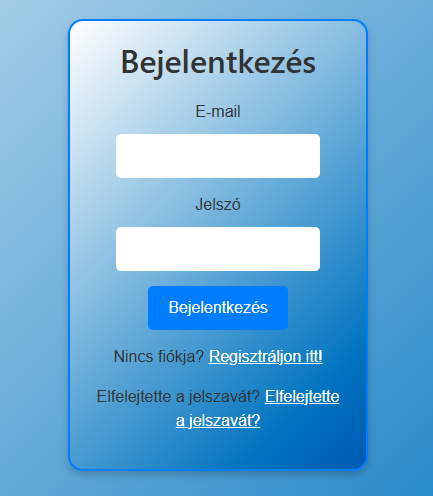 Bejelentkezés
E-mail
Jelszó
Bejelentkezés
Nincs fiókja? Regisztráljon itt!
Elfelejtette a jelszavát? Elfelejtette
a jelszavát?